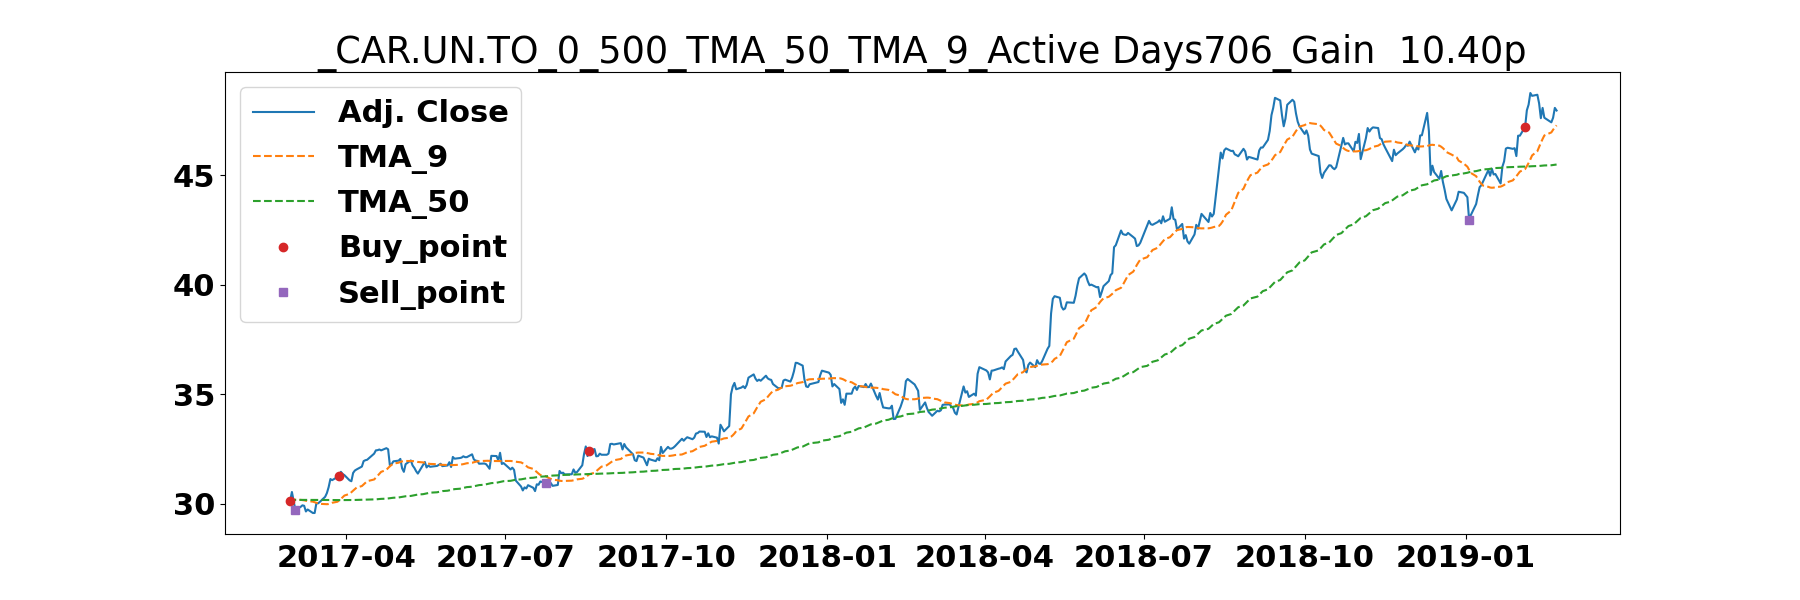 _CAR.UN.TO_0_500_TMA_50_TMA_9_Active Days706_Gain  10.40p
Adj. Close
TMA_9
TMA_50
Buy_point
Sell_point
45
40
35
30
2017-04 2017-07 2017-10 2018-01 2018-04 2018-07 2018-10 2019-01